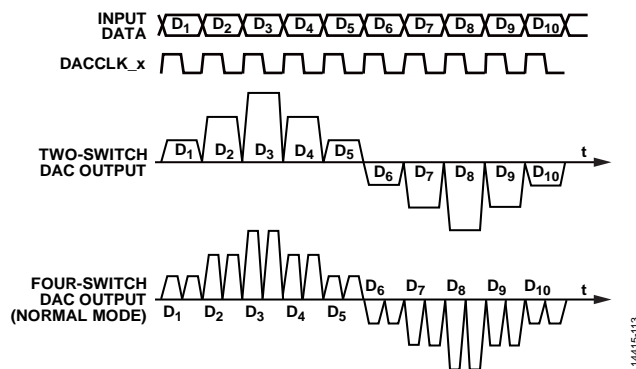 INPUT
DATA
D1 D2 D3 D4 D5 D6 D7 D8 D9 D10
DACCLK_x
TWO-SWITCH
DAC OUTPUT
D1 D2 D3 D4 D5
D6 D7 D8 D9 D10
t
FOUR-SWITCH
DAC OUTPUT
(NORMAL MODE)
D6 D7 D8 D9 D10
D1 D2 D3 D4 D5
t
14415-113